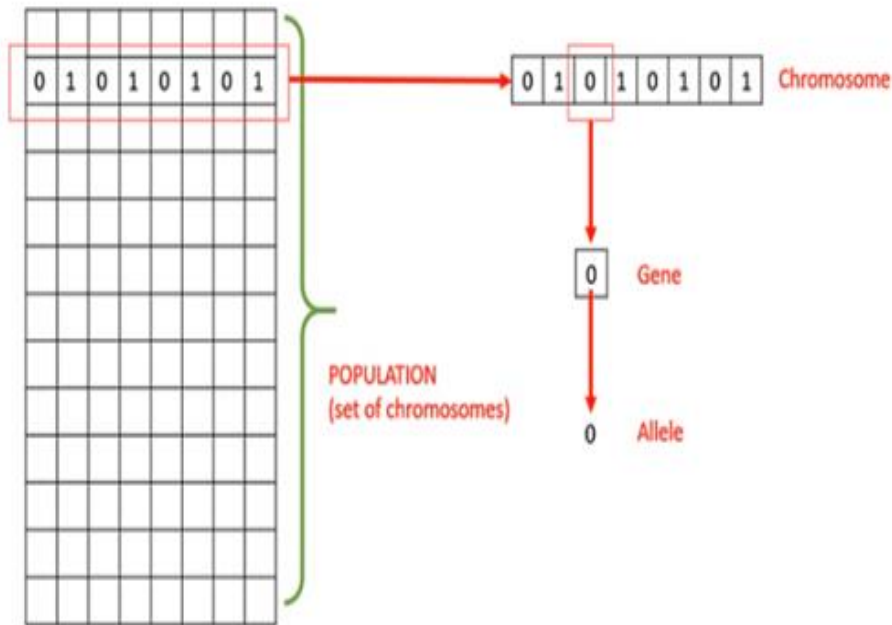 0 1 0 1 0 1 0 1
0 1 0 1 0 1 0 1 Chromosome
0 Gene
POPULATION
(set of chromosomes)
0 Allele